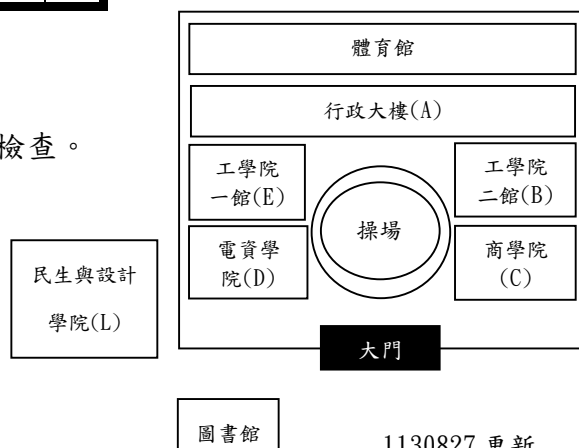 體育館
行政大樓(A)
檢查。
工學院
一館(E)
工學院
二館(B)
操場
電資學
院(D)
商學院
(C)
民生與設計
學院(L)
大門
圖書館
1130827 更新